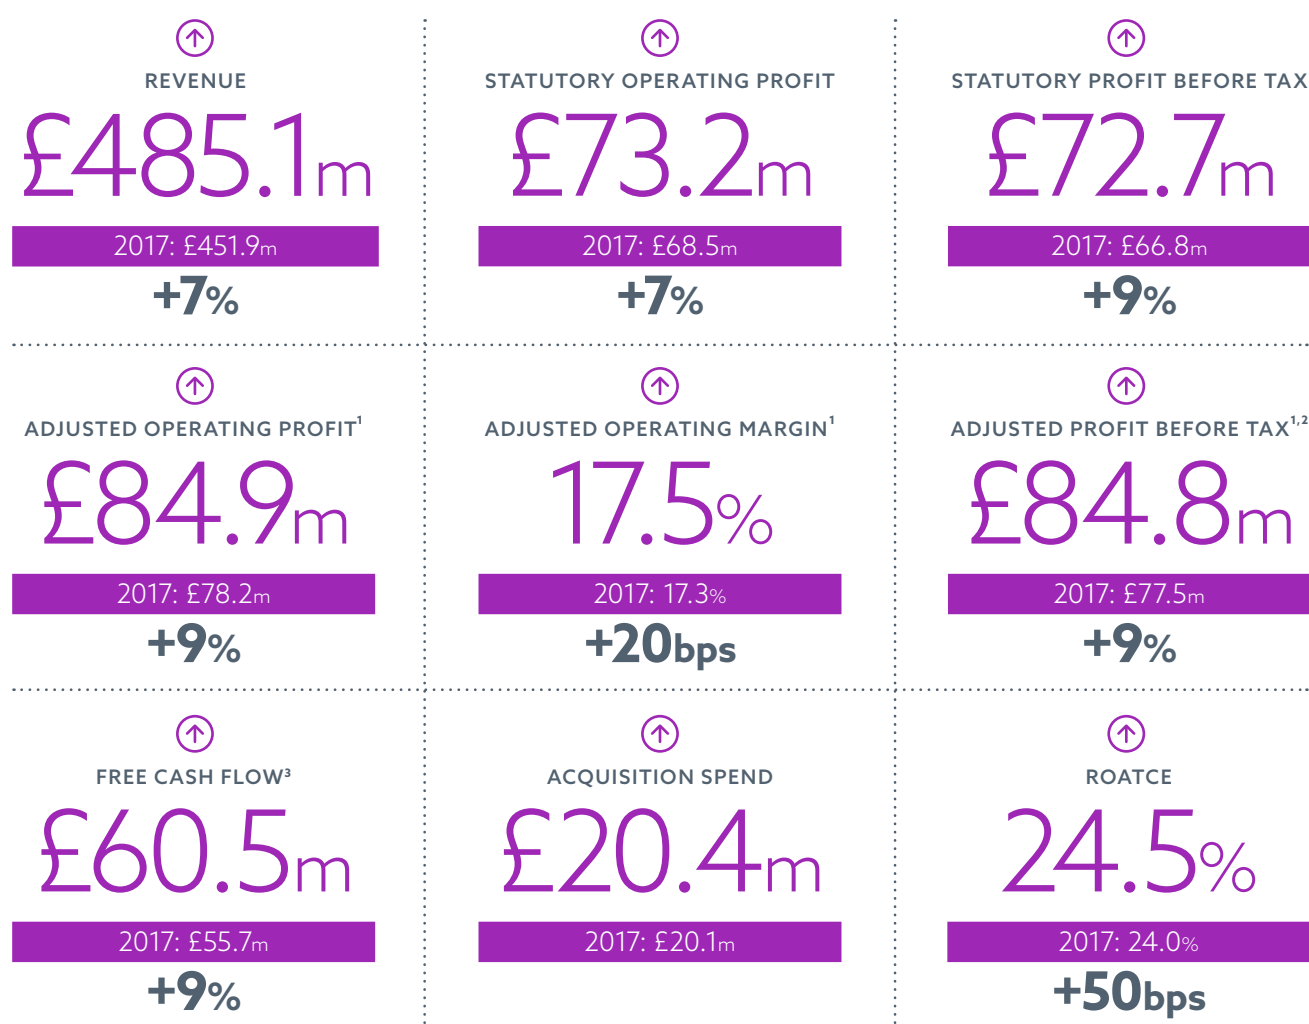 REVENUE
£485.1m
2017: £451.9m
+7%
STATUTORY OPERATING PROFIT
£73.2m
2017: £68.5m
+7%
STATUTORY PROFIT BEFORE TAX
£72.7m
2017: £66.8m
+9%
ADJUSTED OPERATING PROFIT¹
£84.9m
2017: £78.2m
+9%
ADJUSTED OPERATING MARGIN¹
17.5%
2017: 17.3%
+20bps
ADJUSTED PROFIT BEFORE TAX¹,²
£84.8m
2017: £77.5m
+9%
FREE CASH FLOW³
£60.5m
2017: £55.7m
+9%
ACQUISITION SPEND
£20.4m
2017: £20.1m
ROATCE
24.5%
2017: 24.0%
+50bps